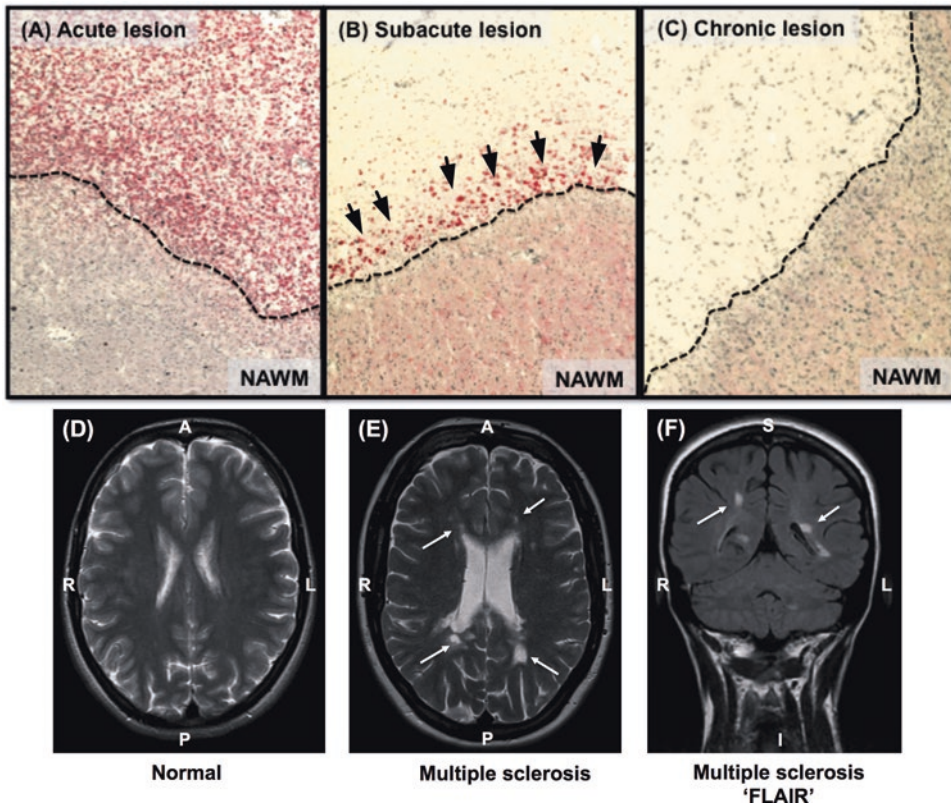 (A) Acute lesion
NAWM
(B) Subacute lesion
NAWM
(C) Chronic lesion
NAWM
(D)
A
R
L
P
Normal
(E)
A
R
L
P
Multiple sclerosis
(F)
S
R
L
I
Multiple sclerosis
‘FLAIR’